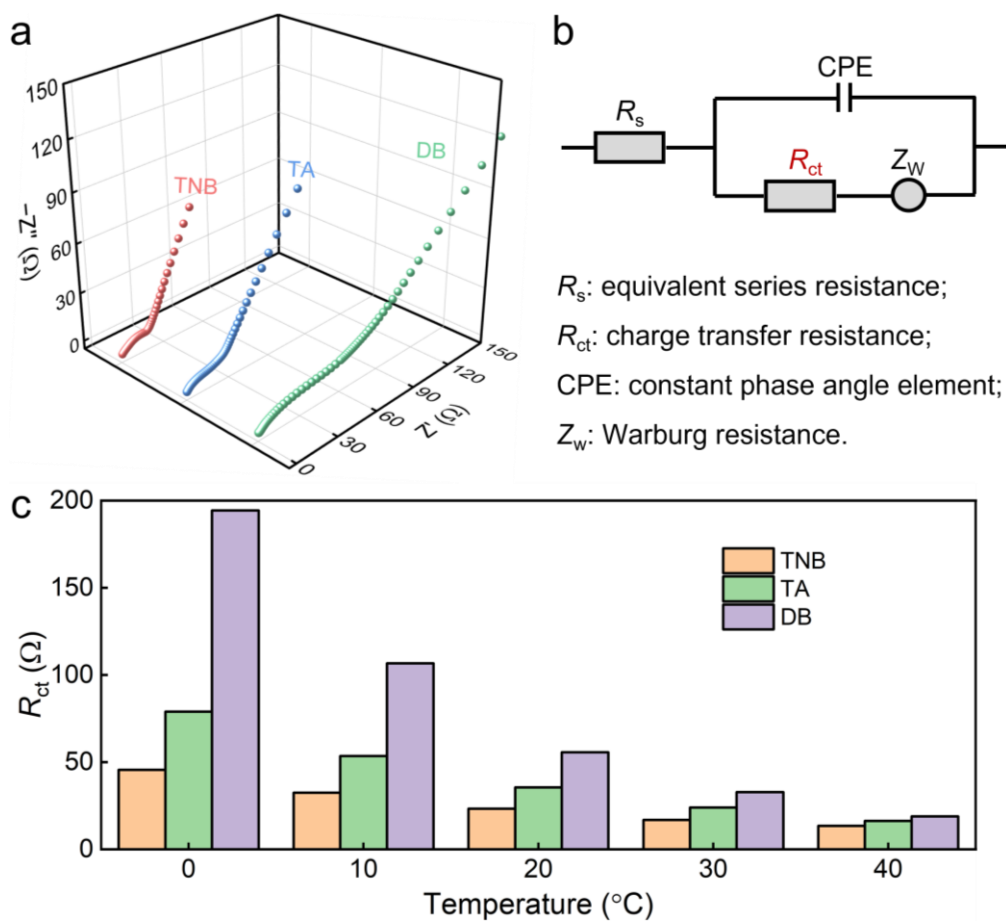 a
150
120
90
60
30
0
-Z" (Ω)
TNB
TA
DB
0
30
60
90
120
150
Z' (Ω)
b
CPE
Rs
Rct
ZW
Rs: equivalent series resistance;
Rct: charge transfer resistance;
CPE: constant phase angle element;
Zw: Warburg resistance.
c
200
150
100
50
0
Rct (Ω)
TNB
TA
DB
0 10 20 30 40
Temperature (°C)